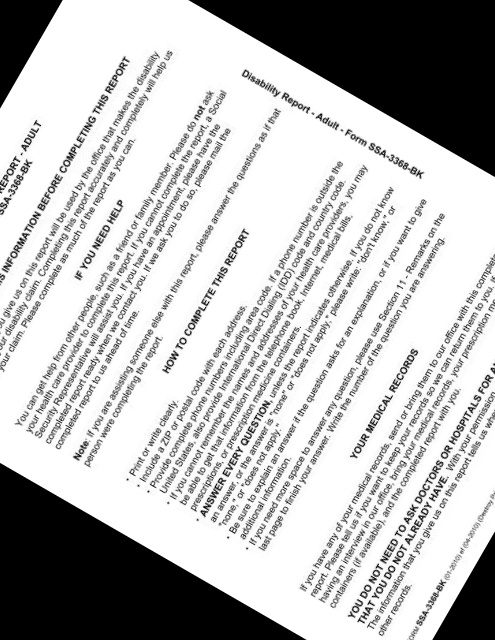 Disability Report - Adult - Form SSA-3368-BK
REPORT - ADULT
SSA-3368-BK
INFORMATION BEFORE COMPLETING THIS REPORT
you give us on this report will be used by the office that makes the disability
your disability claim. Completing this report accurately and completely will help us
your claim. Please complete as much of the report as you can.
IF YOU NEED HELP
You can get help from other people, such as a friend or family member. Please do not ask
your health care provider to complete this report. If you cannot complete the report, a Social
Security Representative will assist you. If you have an appointment, please have the
completed report ready when we contact you. If we ask you to do so, please mail the
completed report to us ahead of time.
Note: If you are assisting someone else with this report, please answer the questions as if that
person were completing the report.
HOW TO COMPLETE THIS REPORT
• Print or write clearly.
• Include a ZIP or postal code with each address.
• Provide complete phone numbers including area code. If a phone number is outside the
United States, also provide International Direct Dialing (IDD) code and country code.
• If you cannot remember the names and addresses of your health care providers, you may
be able to get that information from the telephone book, Internet, medical bills,
prescriptions, or prescription medicine containers.
• ANSWER EVERY QUESTION, unless the report indicates otherwise. If you do not know
an answer, or the answer is "none" or "does not apply," please write: "don't know," or
"none," or "does not apply."
• Be sure to explain an answer if the question asks for an explanation, or if you want to give
additional information.
• If you need more space to answer any question, please use Section 11 - Remarks on the
last page to finish your answer. Write the number of the question you are answering.
YOUR MEDICAL RECORDS
If you have any of your medical records, send or bring them to our office with this
report. Please tell us if you want to keep your records so we can return them to you. If
having an interview in our office, bring your medical records, your prescription
containers (if available), and the completed report with you.
YOU DO NOT NEED TO ASK DOCTORS OR HOSPITALS FOR
THAT YOU DO NOT ALREADY HAVE. With your permission
The information that you give us on this report tells us
other records.
FORM SSA-3368-BK (01-2010) ef (04-2010)